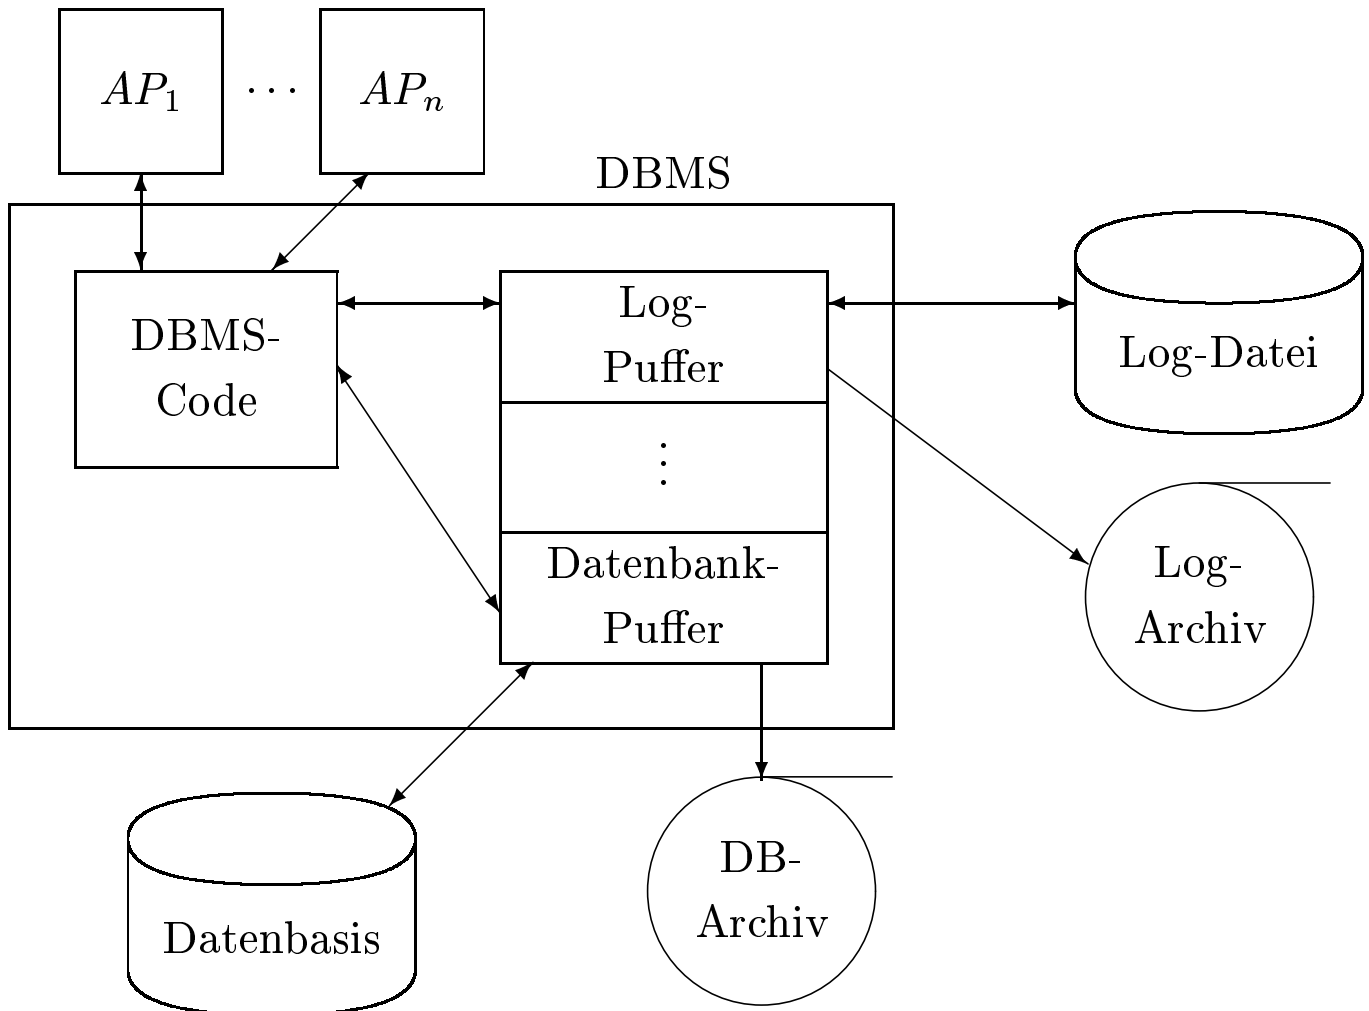 AP₁ ··· APₙ
DBMS
DBMS-
Code
Log-
Puffer
⋮
Datenbank-
Puffer
Log-Datei
Log-
Archiv
Datenbasis
DB-
Archiv